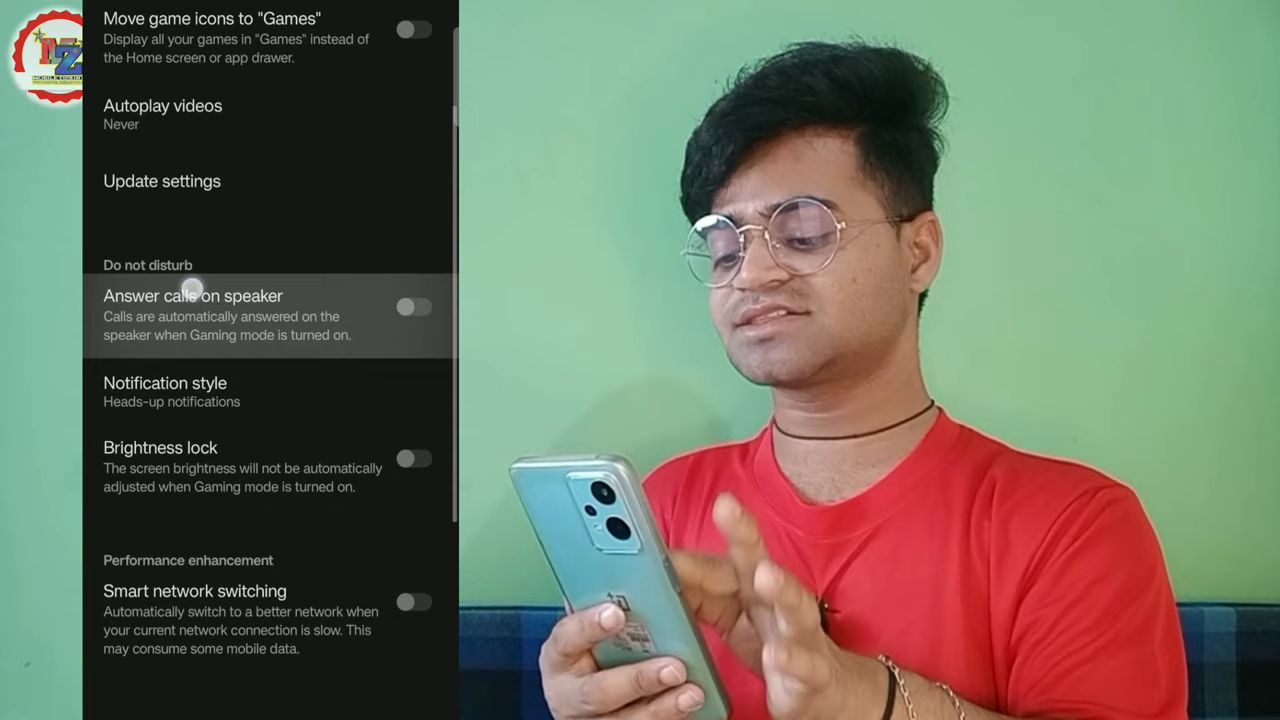 Move game icons to "Games"
Display all your games in "Games" instead of
the Home screen or app drawer.
Autoplay videos
Never
Update settings
Do not disturb
Answer calls on speaker
Calls are automatically answered on the
speaker when Gaming mode is turned on.
Notification style
Heads-up notifications
Brightness lock
The screen brightness will not be automatically
adjusted when Gaming mode is turned on.
Performance enhancement
Smart network switching
Automatically switch to a better network when
your current network connection is slow. This
may consume some mobile data.